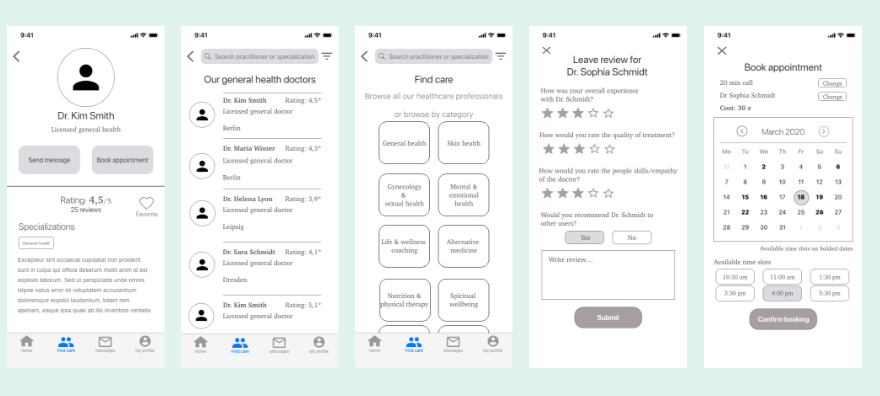 9:41
Dr. Kim Smith
Licensed general health
Send message
Book appointment
Rating: 4,5/5
25 reviews
Favorite
Specializations
General health
Excepteur sint occaecat cupidatat non proident,
sunt in culpa qui officia deserunt mollit anim id est
eopksio laborum. Sed ut perspiciatis unde omnis
istpoe natus error sit voluptatem accusantium
doloremque eopsloi laudantium, totam rem
aperiam, eaque ipsa quae ab illo inventore veritatis
Home
Find care
Messages
My profile
9:41
Search practitioner or specialization
Our general health doctors
Dr. Kim Smith Rating: 4,5*
Licensed general doctor
Berlin
Dr. Maria Winter Rating: 4,3*
Licensed general doctor
Berlin
Dr. Helena Lyon Rating: 3,9*
Licensed general doctor
Leipzig
Dr. Sara Schmidt Rating: 4,1*
Licensed general doctor
Dresden
Dr. Kim Smith Rating: 5,1*
Licensed general doctor
Home
Find care
Messages
My profile
9:41
Search practitioner or specialization
Find care
Browse all our healthcare professionals
or browse by category
General health
Skin health
Gynecology
&
sexual health
Mental &
emotional
health
Life & wellness
coaching
Alternative
medicine
Nutrition &
physical therapy
Spiritual
wellbeing
Home
Find care
Messages
My profile
9:41
Leave review for
Dr. Sophia Schmidt
How was your overall experience
with Dr. Schmidt?
How would you rate the quality of treatment?
How would you rate the people skills/empathy
of the doctor?
Would you recommend Dr. Schmidt to
other users?
Yes
No
Write review...
Submit
9:41
Book appointment
20 min call
Change
Dr Sophia Schmidt
Change
Cost: 30 e
March 2020
Mo Tu We Th Fr Sa Su
31 1 2 3 4 5 6
7 8 9 10 11 12 13
14 15 16 17 18 19 20
21 22 23 24 25 26 27
28 29 30 31 1 2 3
Available time slots on bolded dates
Available time slots
10:30 am 11:00 am 1:30 pm
3:30 pm 4:00 pm 5:30 pm
Confirm booking